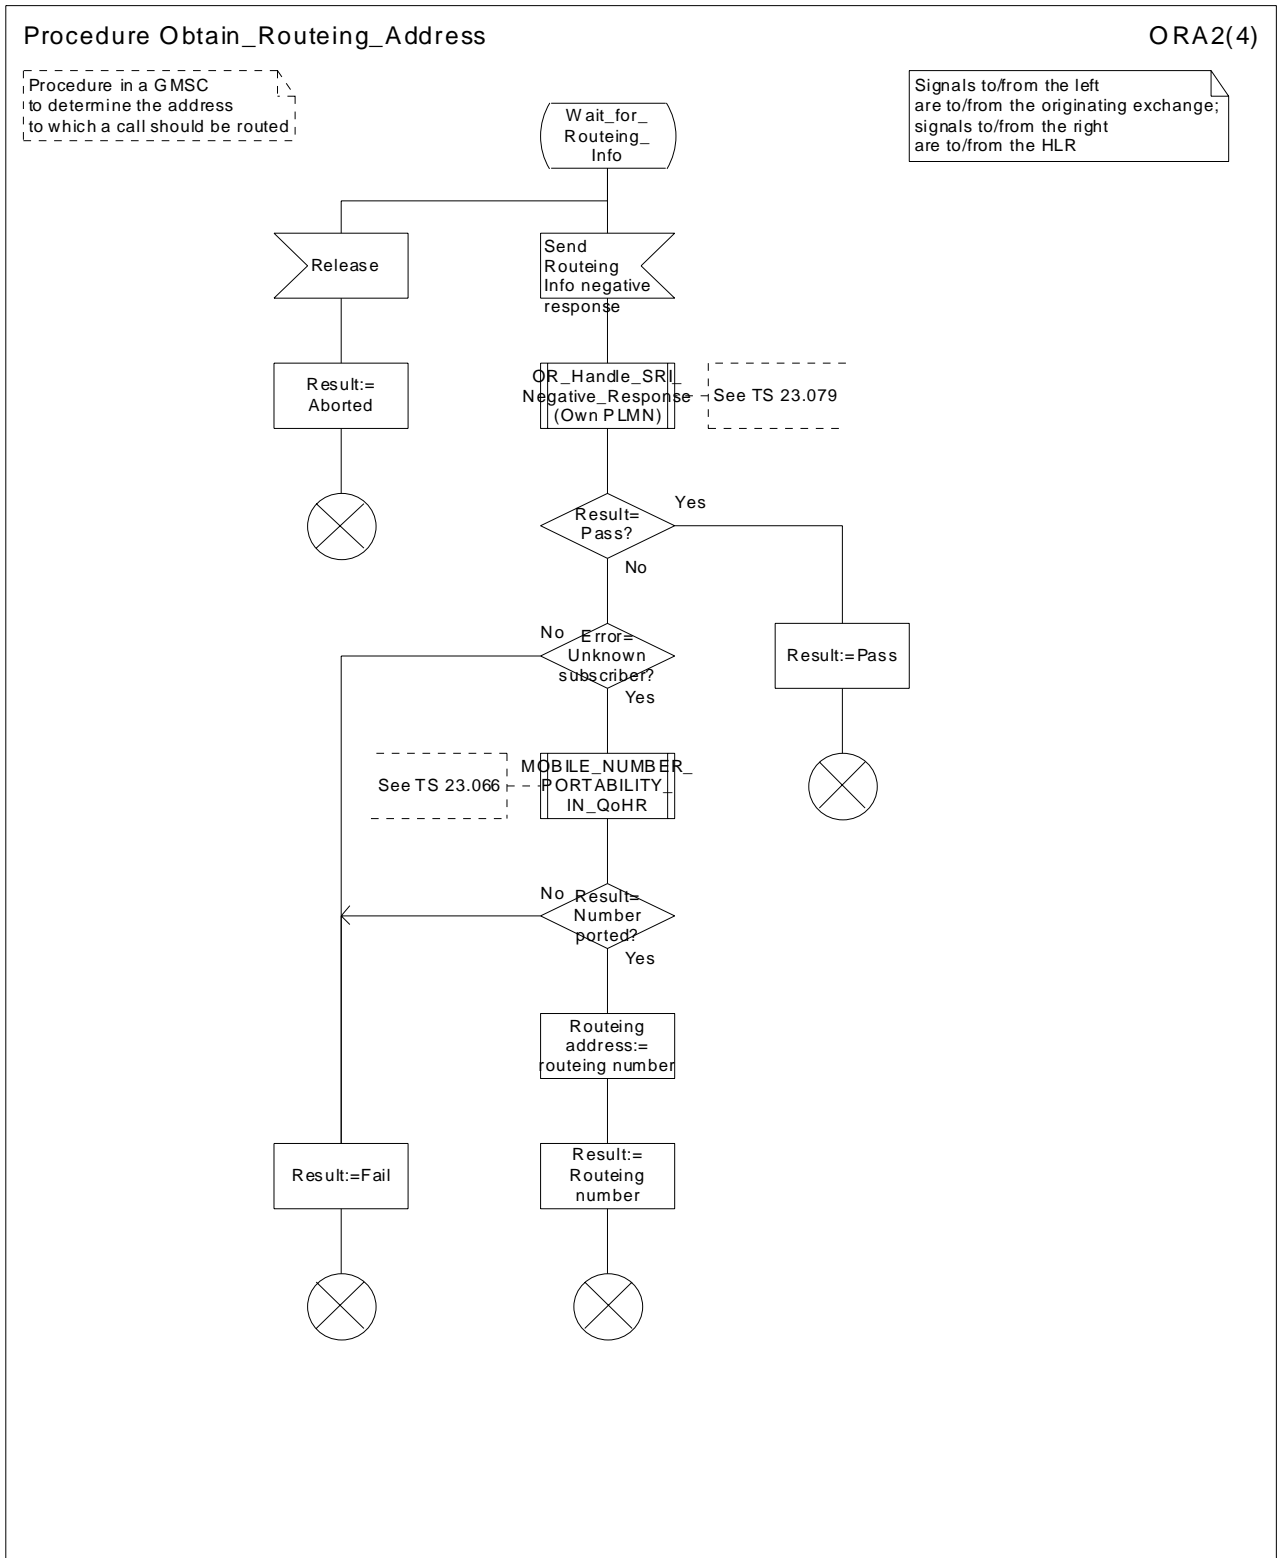 Procedure Obtain_Routeing_Address
ORA2(4)
Procedure in a GMSC
to determine the address
to which a call should be routed
Signals to/from the left
are to/from the originating exchange;
signals to/from the right
are to/from the HLR
Wait_for_
Routeing_
Info
Release
Send
Routeing
Info negative
response
Result:=
Aborted
OR_Handle_SRI_
Negative_Response
(Own PLMN)
See TS 23.079
Result=
Pass?
Yes
No
Error=
Unknown
subscriber?
No
Yes
Result:=Pass
See TS 23.066
MOBILE_NUMBER_
PORTABILITY_
IN_QoHR
Result=
Number
ported?
No
Yes
Routeing
address:=
routeing number
Result:=Fail
Result:=
Routeing
number